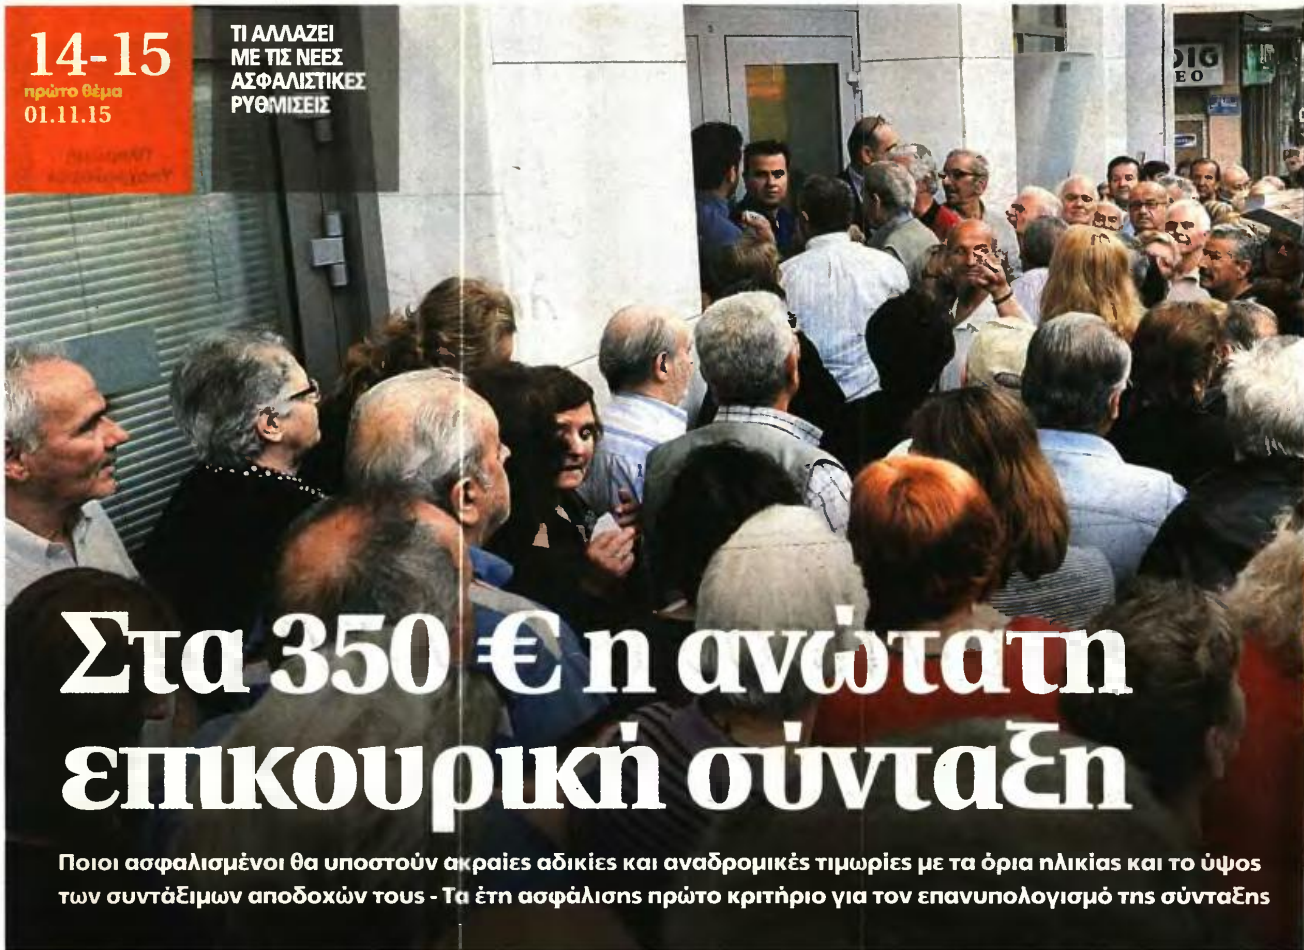 14-15
πρώτο θέμα
01.11.15
ΤΙ ΑΛΛΑΖΕΙ
ΜΕ ΤΙΣ ΝΕΕΣ
ΑΣΦΑΛΙΣΤΙΚΕΣ
ΡΥΘΜΙΣΕΙΣ
Στα 350 € η ανώτατη
επικουρική σύνταξη
Ποιοι ασφαλισμένοι θα υποστούν ακραίες αδικίες και αναδρομικές τιμωρίες με τα όρια ηλικίας και το ύψος
των συντάξιμων αποδοχών τους - Τα έτη ασφάλισης πρώτο κριτήριο για τον επανυπολογισμό της σύνταξης